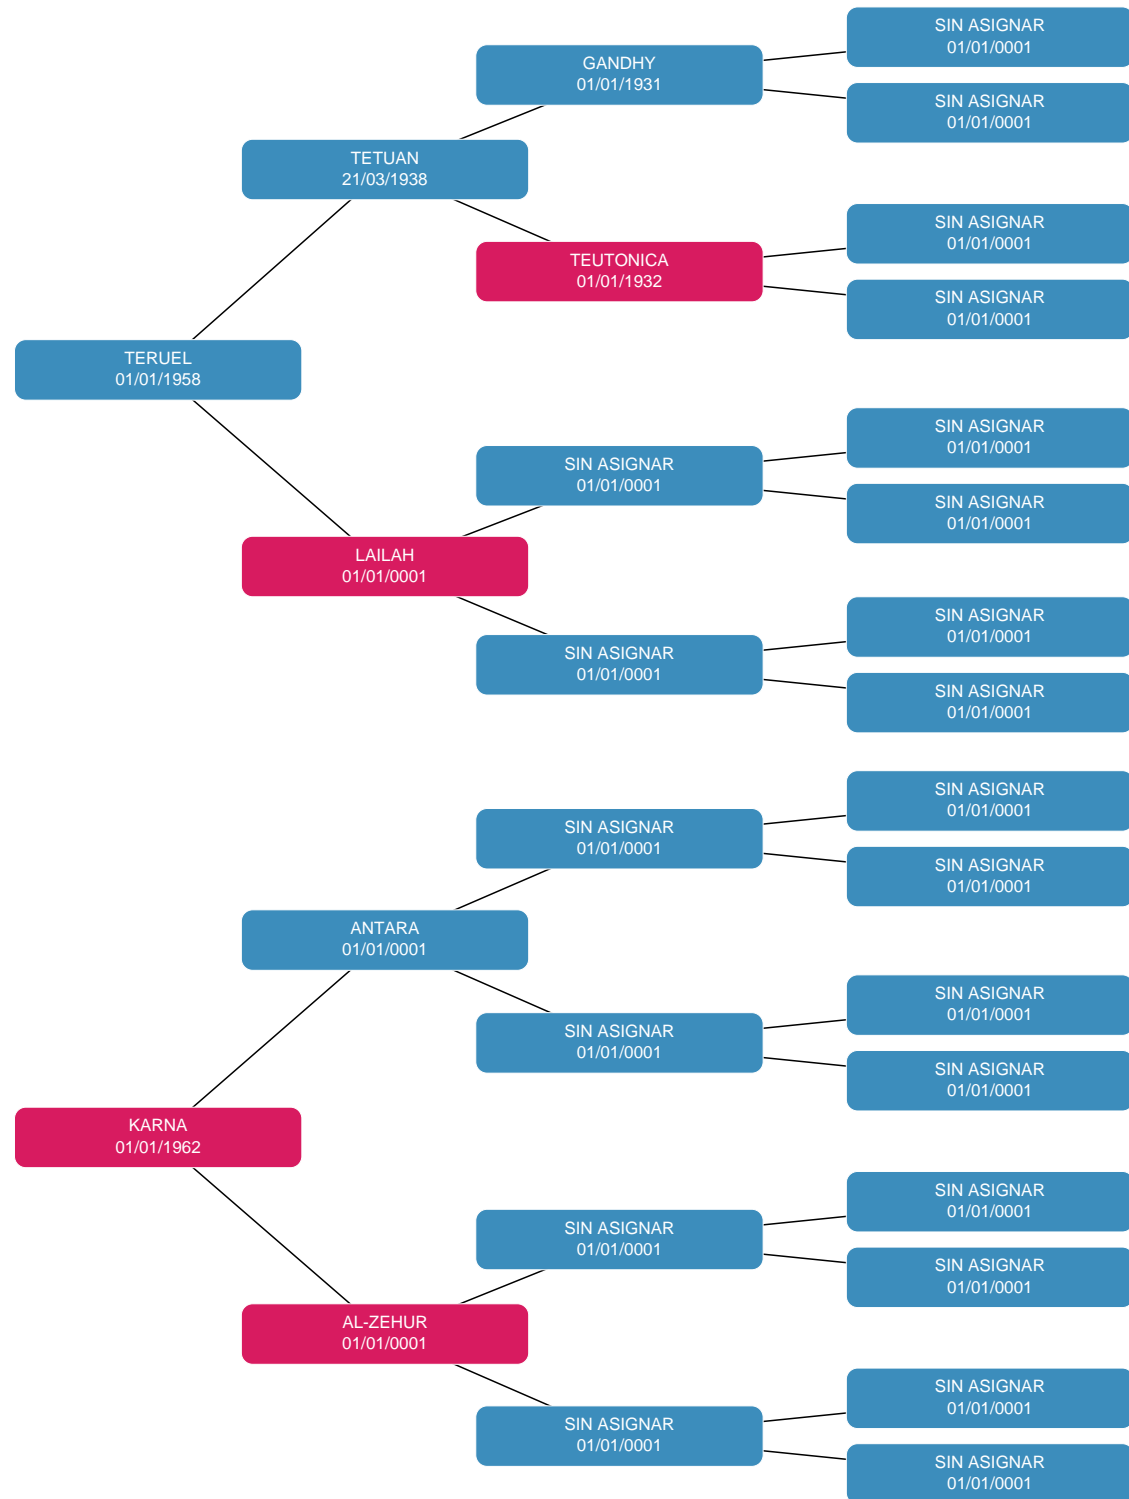 SIN ASIGNAR
01/01/0001
GANDHY
01/01/1931
SIN ASIGNAR
01/01/0001
TETUAN
21/03/1938
SIN ASIGNAR
01/01/0001
TEUTONICA
01/01/1932
SIN ASIGNAR
01/01/0001
TERUEL
01/01/1958
SIN ASIGNAR
01/01/0001
SIN ASIGNAR
01/01/0001
SIN ASIGNAR
01/01/0001
LAILAH
01/01/0001
SIN ASIGNAR
01/01/0001
SIN ASIGNAR
01/01/0001
SIN ASIGNAR
01/01/0001
SIN ASIGNAR
01/01/0001
SIN ASIGNAR
01/01/0001
SIN ASIGNAR
01/01/0001
ANTARA
01/01/0001
SIN ASIGNAR
01/01/0001
SIN ASIGNAR
01/01/0001
SIN ASIGNAR
01/01/0001
KARNA
01/01/1962
SIN ASIGNAR
01/01/0001
SIN ASIGNAR
01/01/0001
SIN ASIGNAR
01/01/0001
AL-ZEHUR
01/01/0001
SIN ASIGNAR
01/01/0001
SIN ASIGNAR
01/01/0001
SIN ASIGNAR
01/01/0001